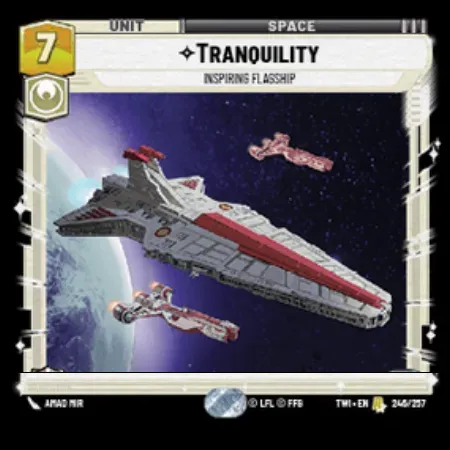 UNIT
SPACE
7
TRANQUILITY
INSPIRING FLAGSHIP
AMAD MIR
© LFL © FFG
TWI • EN
246/257